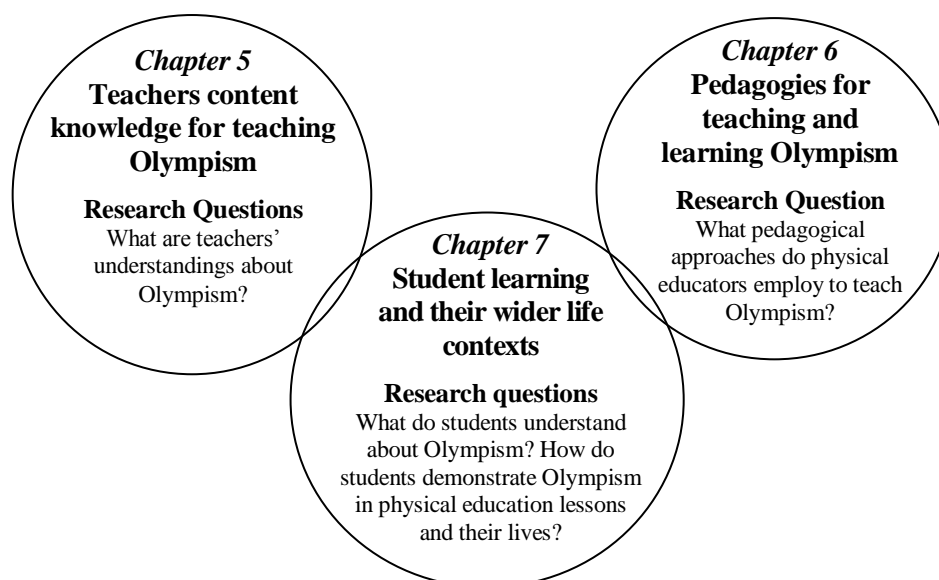 Chapter 5
Teachers content
knowledge for teaching
Olympism
Research Questions
What are teachers’
understandings about
Olympism?
Chapter 6
Pedagogies for
teaching and
learning Olympism
Research Question
What pedagogical
approaches do physical
educators employ to teach
Olympism?
Chapter 7
Student learning
and their wider life
contexts
Research questions
What do students understand
about Olympism? How do
students demonstrate Olympism
in physical education lessons
and their lives?